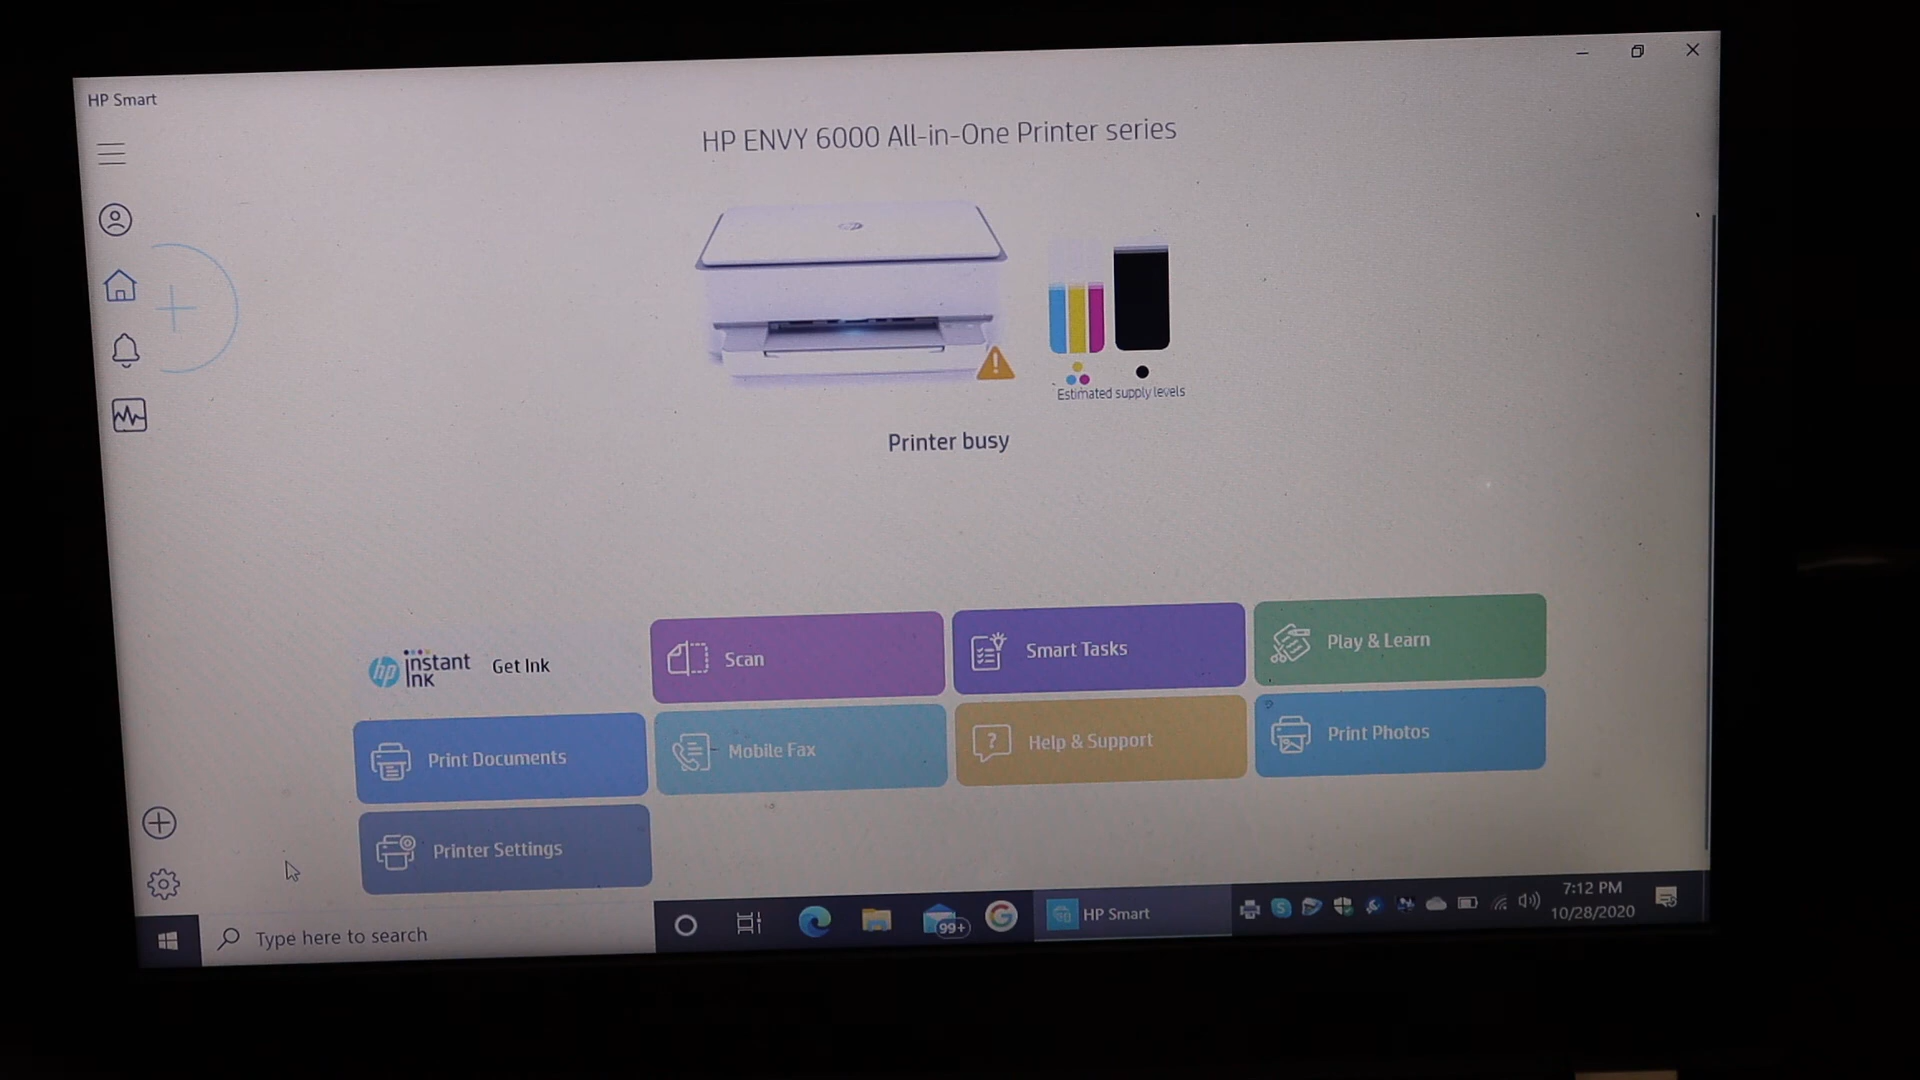 HP Smart
HP ENVY 6000 All-in-One Printer series
Estimated supply levels
Printer busy
hp instant ink Get Ink
Scan
Smart Tasks
Play & Learn
Print Documents
Mobile Fax
? Help & Support
Print Photos
Printer Settings
Type here to search
99+
G
HP Smart
S
7:12 PM
10/28/2020